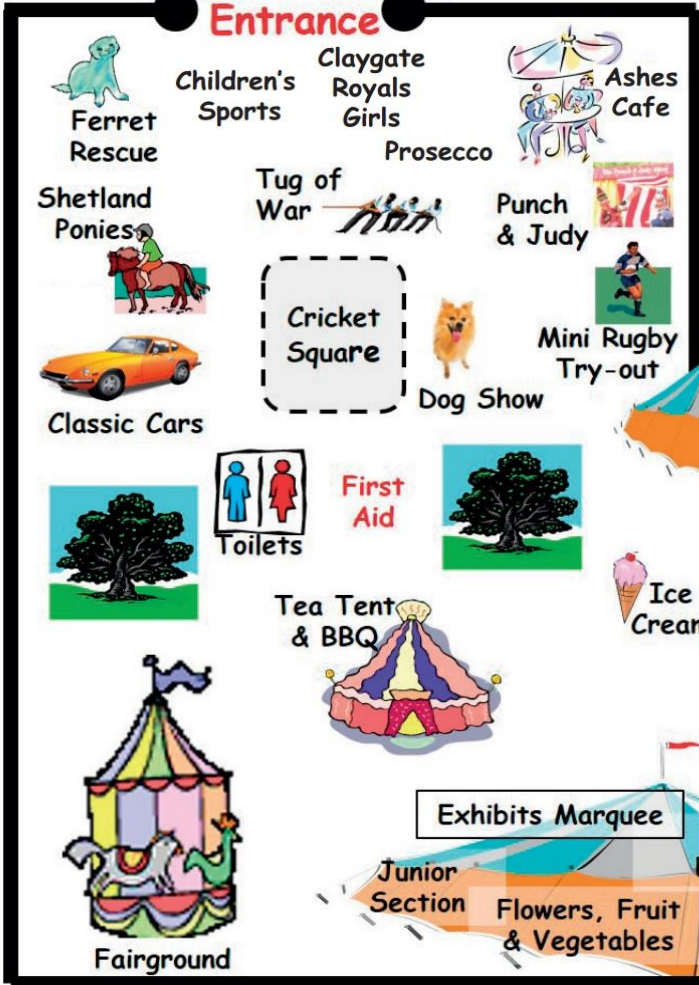 Entrance
Children's
Sports
Claygate
Royals
Girls
Prosecco
Ashes
Cafe
Ferret
Rescue
Shetland
Ponies
Tug of
War
Punch
& Judy
Cricket
Square
Dog Show
Mini Rugby
Try-out
Classic Cars
Toilets
First
Aid
Ice
Crea
Tea Tent
& BBQ
Exhibits Marquee
Junior
Section
Flowers, Fruit
& Vegetables
Fairground